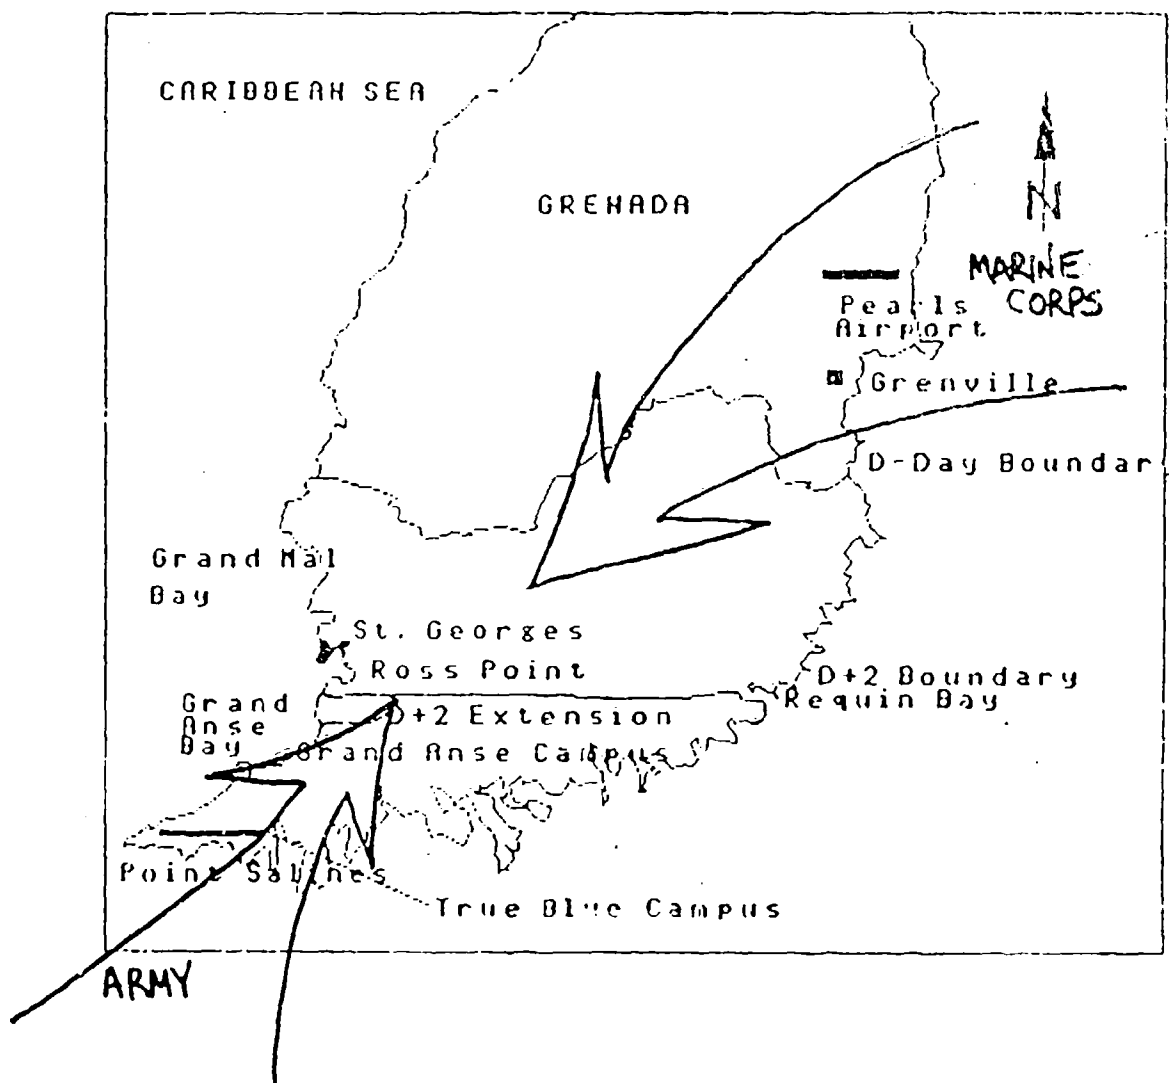 CARIBBEAN SEA
GRENADA
N
MARINE
CORPS
Pearls
Airport
Grenville
D-Day Boundar
Grand Mal
Bay
St. Georges
Ross Point
D+2 Boundary
Requin Bay
Grand
Anse
Bay
D+2 Extension
Grand Anse Campus
Point Salines
True Blue Campus
ARMY